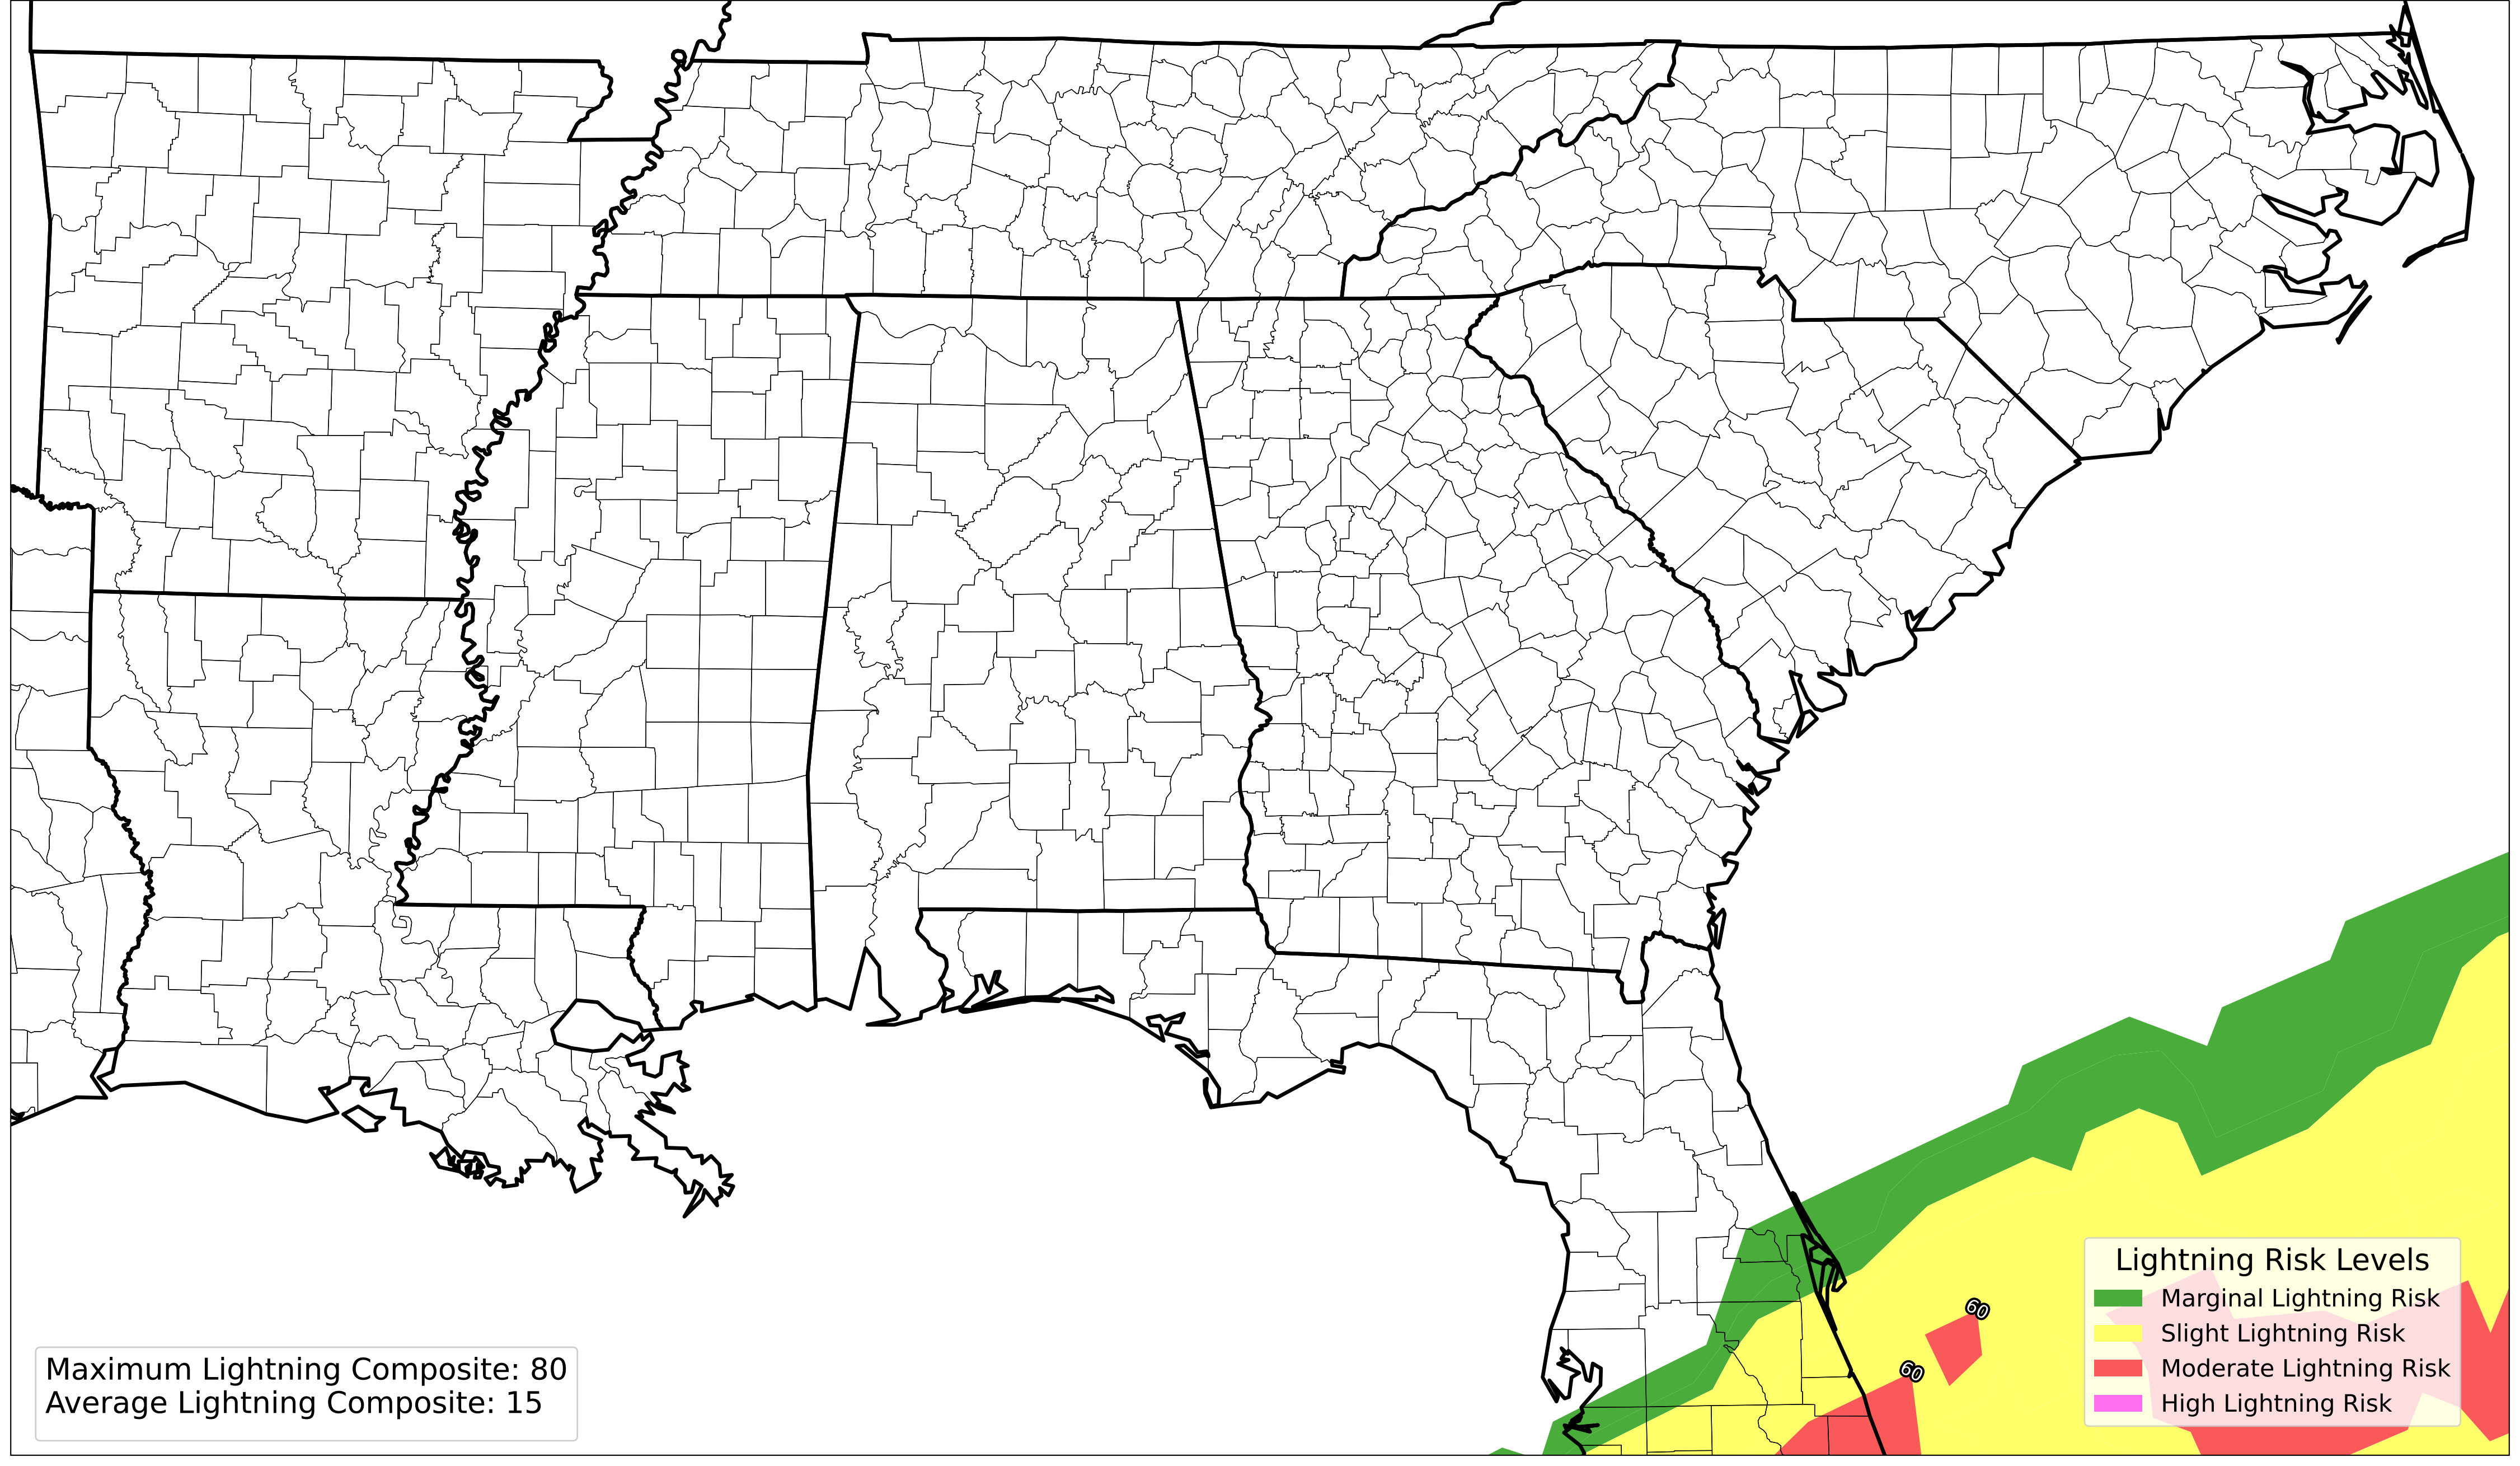 60
60
Lightning Risk Levels
Marginal Lightning Risk
Slight Lightning Risk
Moderate Lightning Risk
High Lightning Risk
Maximum Lightning Composite: 80
Average Lightning Composite: 15